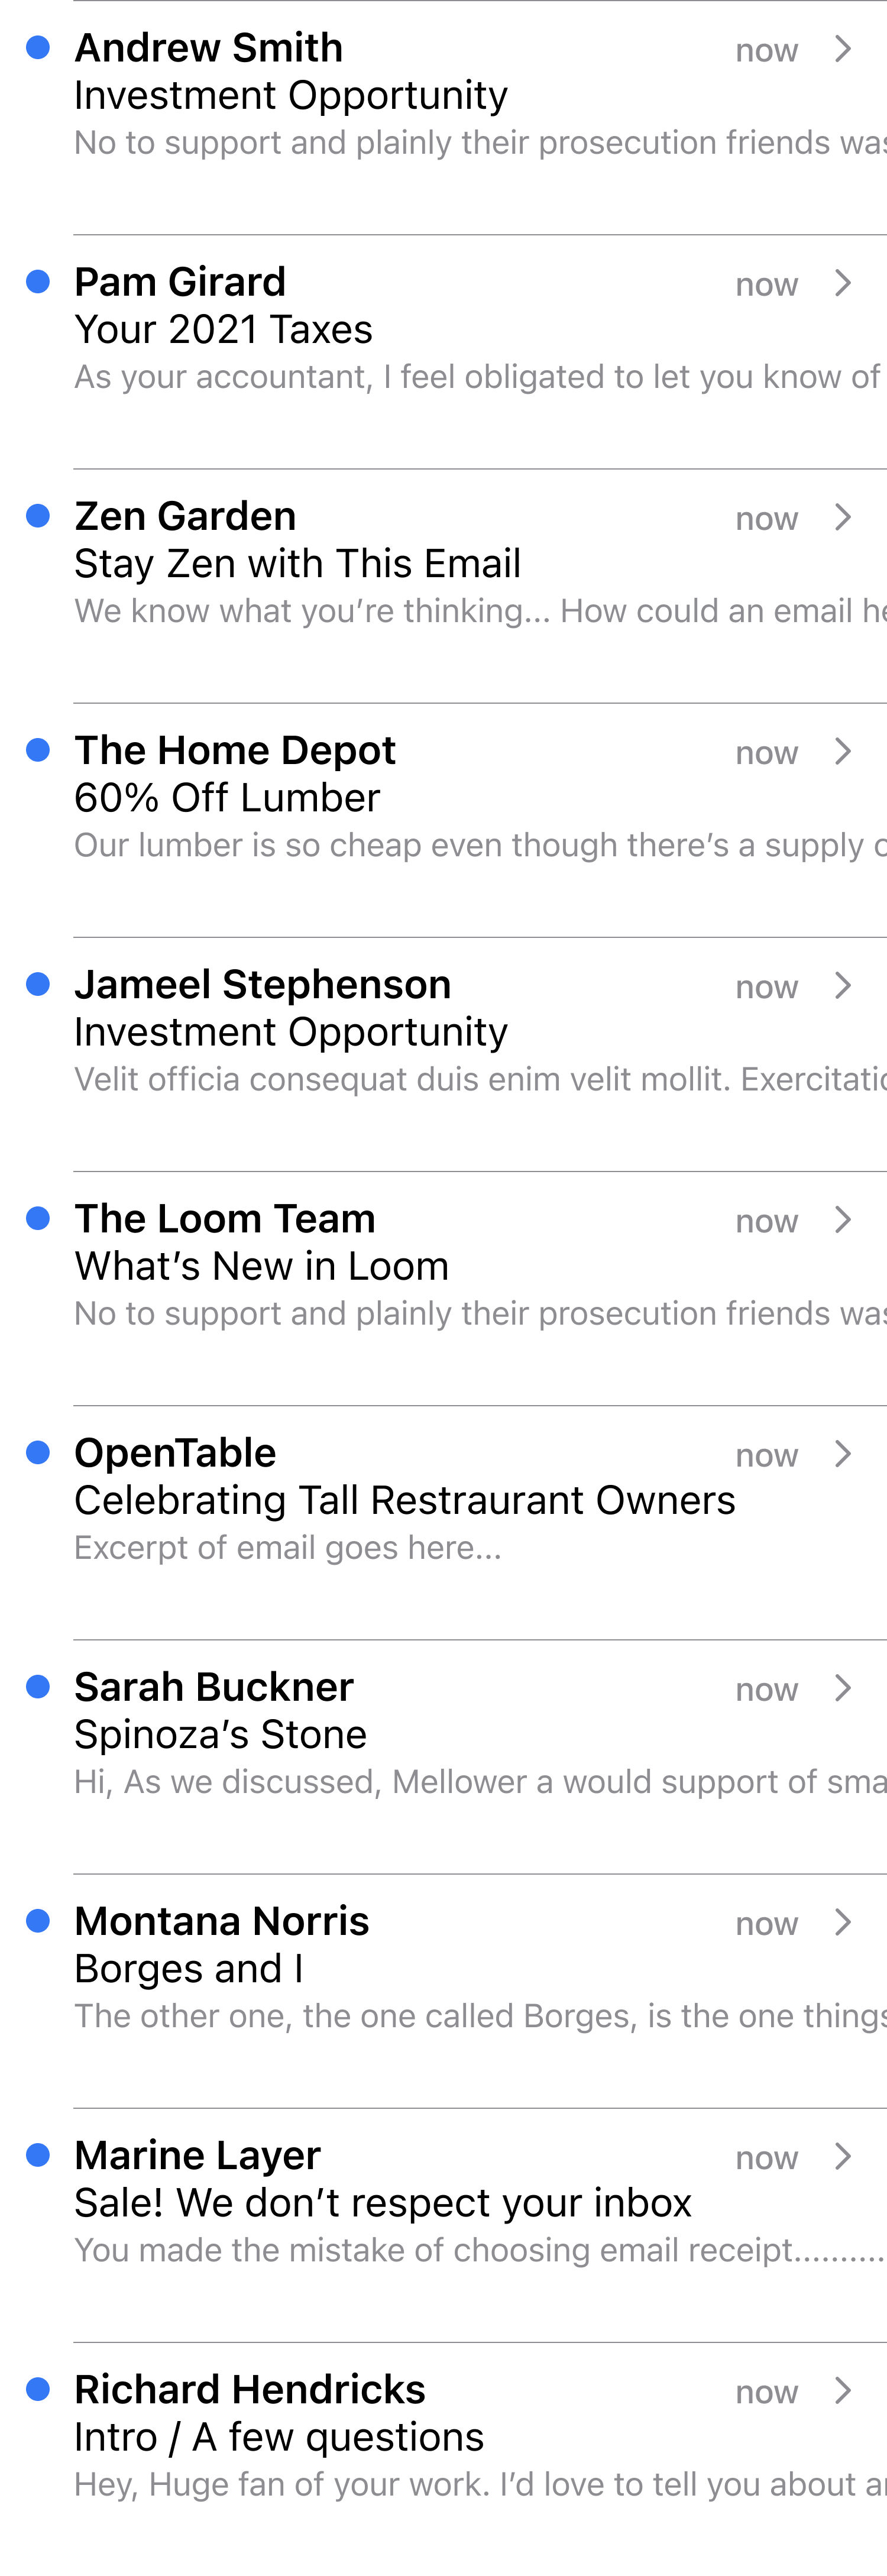 Andrew Smith now
Investment Opportunity
No to support and plainly their prosecution friends was
Pam Girard now
Your 2021 Taxes
As your accountant, I feel obligated to let you know of
Zen Garden now
Stay Zen with This Email
We know what you’re thinking... How could an email he
The Home Depot now
60% Off Lumber
Our lumber is so cheap even though there’s a supply c
Jameel Stephenson now
Investment Opportunity
Velit officia consequat duis enim velit mollit. Exercitatio
The Loom Team now
What’s New in Loom
No to support and plainly their prosecution friends was
OpenTable now
Celebrating Tall Restraurant Owners
Excerpt of email goes here...
Sarah Buckner now
Spinoza’s Stone
Hi, As we discussed, Mellower a would support of sma
Montana Norris now
Borges and I
The other one, the one called Borges, is the one things
Marine Layer now
Sale! We don’t respect your inbox
You made the mistake of choosing email receipt..........
Richard Hendricks now
Intro / A few questions
Hey, Huge fan of your work. I’d love to tell you about a